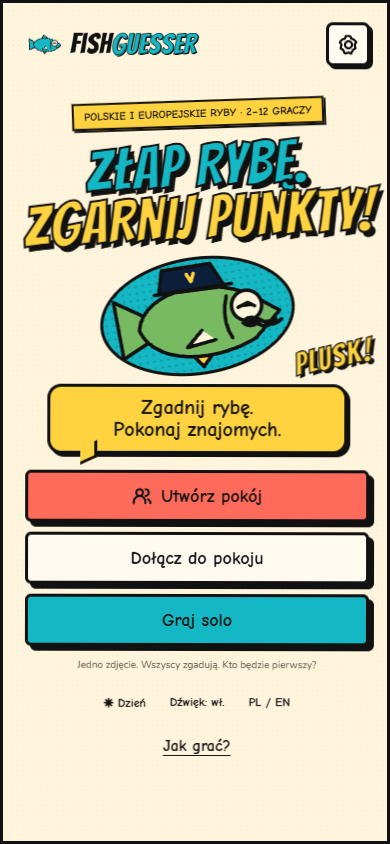 FISHGUESSER
POLSKIE I EUROPEJSKIE RYBY · 2–12 GRACZY
ZŁAP RYBĘ.
ZGARNIJ PUNKTY!
V
PLUSK!
Zgadnij rybę.
Pokonaj znajomych.
Utwórz pokój
Dołącz do pokoju
Graj solo
Jedno zdjęcie. Wszyscy zgadują. Kto będzie pierwszy?
Dzień Dźwięk: wł. PL / EN
Jak grać?